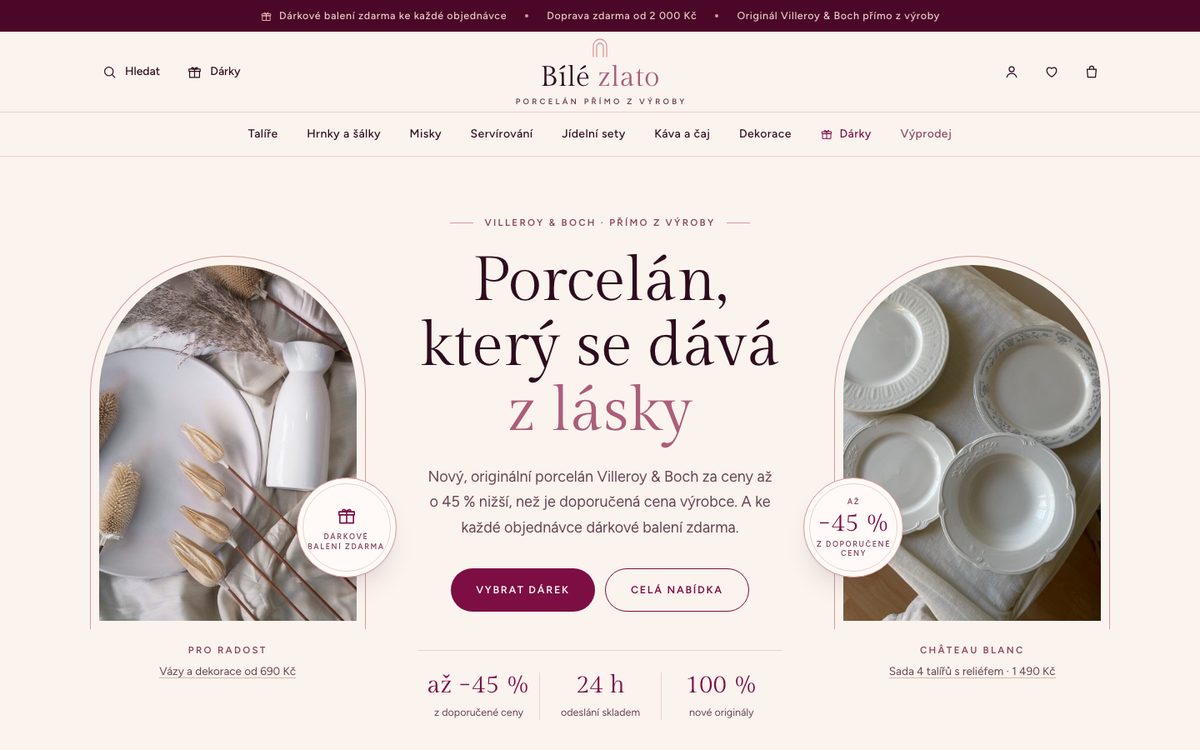 Dárkové balení zdarma ke každé objednávce • Doprava zdarma od 2 000 Kč • Originál Villeroy & Boch přímo z výroby
Hledat Dárky
Bílé zlato
PORCELÁN PŘÍMO Z VÝROBY
Talíře Hrnky a šálky Misky Servírování Jídelní sety Káva a čaj Dekorace Dárky Výprodej
VILLEROY & BOCH · PŘÍMO Z VÝROBY
Porcelán,
který se dává
z lásky
Nový, originální porcelán Villeroy & Boch za ceny až
o 45 % nižší, než je doporučená cena výrobce. A ke
každé objednávce dárkové balení zdarma.
VYBRAT DÁREK CELÁ NABÍDKA
až −45 % 24 h 100 %
z doporučené ceny odeslání skladem nové originály
DÁRKOVÉ
BALENÍ ZDARMA
PRO RADOST
Vázy a dekorace od 690 Kč
AŽ
−45 %
Z DOPORUČENÉ
CENY
CHÂTEAU BLANC
Sada 4 talířů s reliéfem · 1 490 Kč